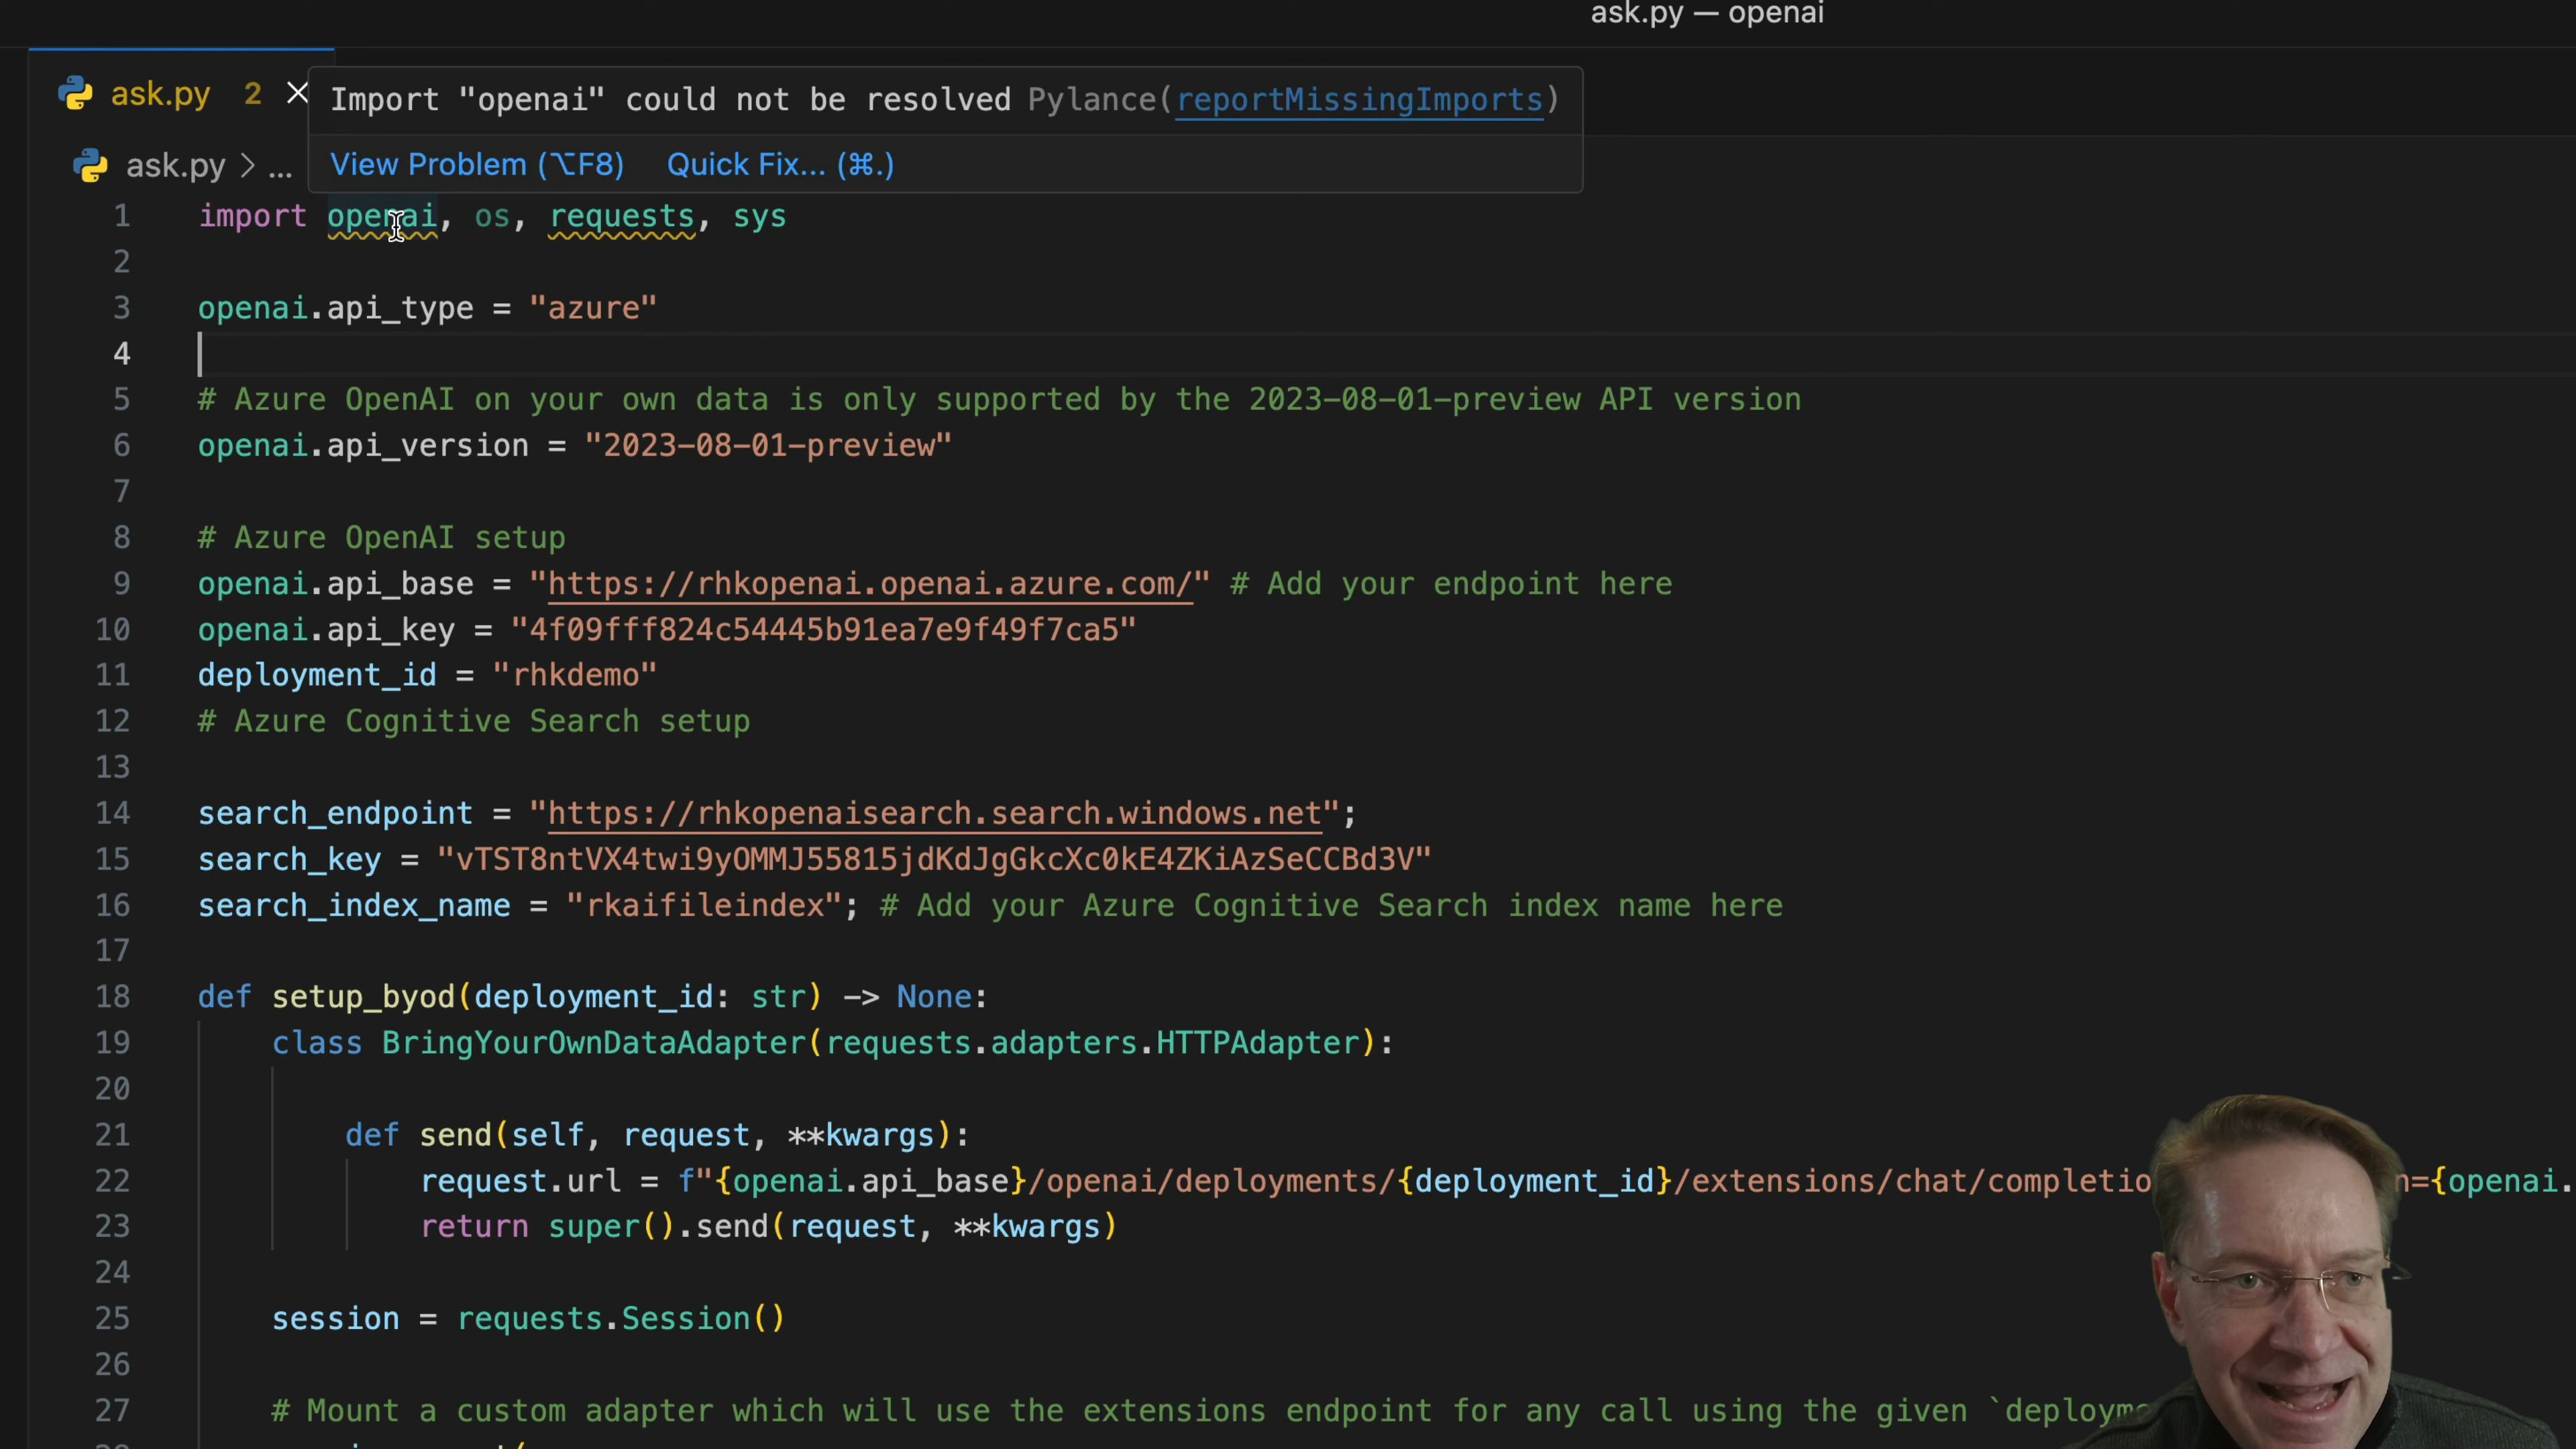 ask.py — openai
ask.py 2
Import "openai" could not be resolved Pylance(reportMissingImports)
ask.py > ...
View Problem (⌥F8) Quick Fix... (⌘.)
1 import openai, os, requests, sys
2
3 openai.api_type = "azure"
4
5 # Azure OpenAI on your own data is only supported by the 2023-08-01-preview API version
6 openai.api_version = "2023-08-01-preview"
7
8 # Azure OpenAI setup
9 openai.api_base = "https://rhkopenai.openai.azure.com/" # Add your endpoint here
10 openai.api_key = "4f09fff824c54445b91ea7e9f49f7ca5"
11 deployment_id = "rhkdemo"
12 # Azure Cognitive Search setup
13
14 search_endpoint = "https://rhkopenaisearch.search.windows.net";
15 search_key = "vTST8ntVX4twi9yOMMJ55815jdKdJgGkcXc0kE4ZKiAzSeCCBd3V"
16 search_index_name = "rkaifileindex"; # Add your Azure Cognitive Search index name here
17
18 def setup_byod(deployment_id: str) -> None:
19 class BringYourOwnDataAdapter(requests.adapters.HTTPAdapter):
20
21 def send(self, request, **kwargs):
22 request.url = f"{openai.api_base}/openai/deployments/{deployment_id}/extensions/chat/completio n={openai.
23 return super().send(request, **kwargs)
24
25 session = requests.Session()
26
27 # Mount a custom adapter which will use the extensions endpoint for any call using the given `deploym